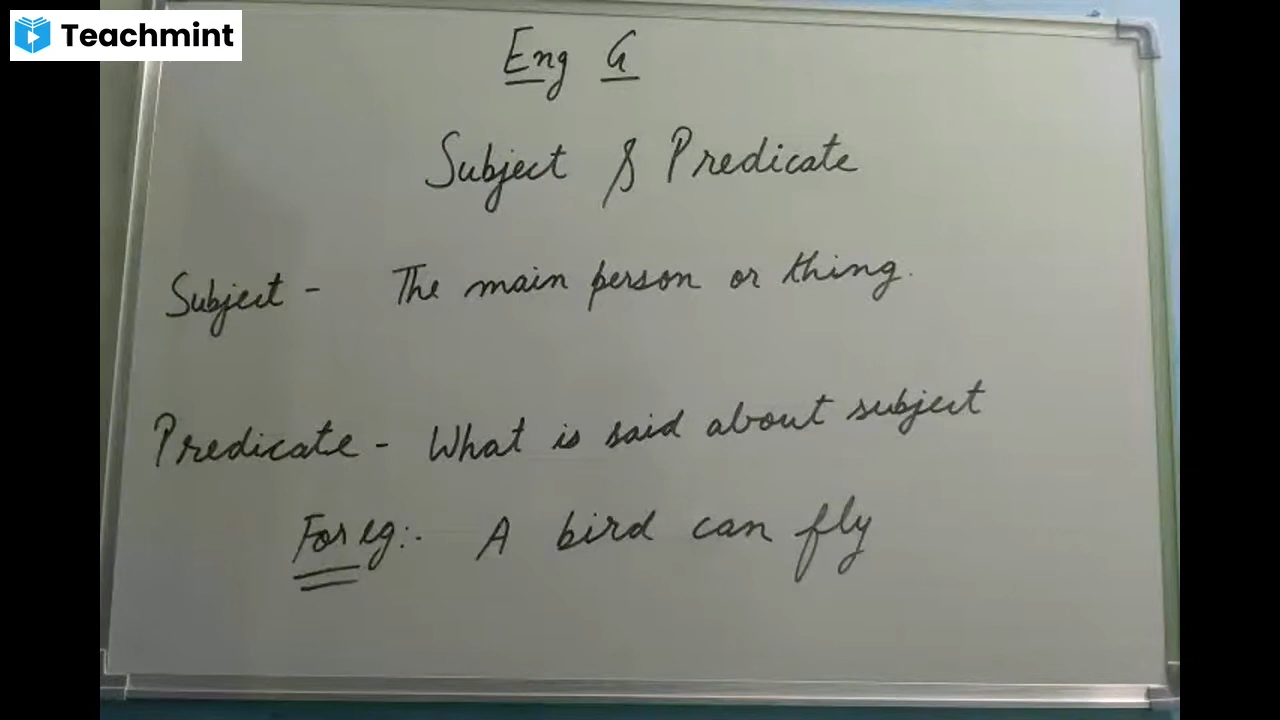 Teachmint
Eng G
Subject & Predicate
Subject - The main person or thing.
Predicate - What is said about subject
For eg:- A bird can fly